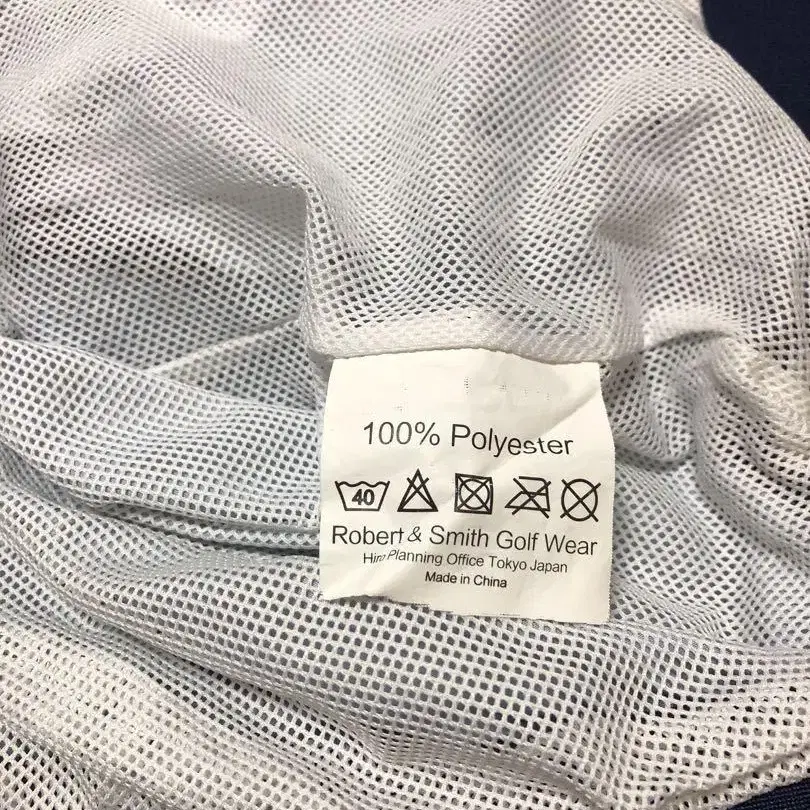 100% Polyester
40
Robert & Smith Golf Wear
Planning Office Tokyo Japan
Made in China